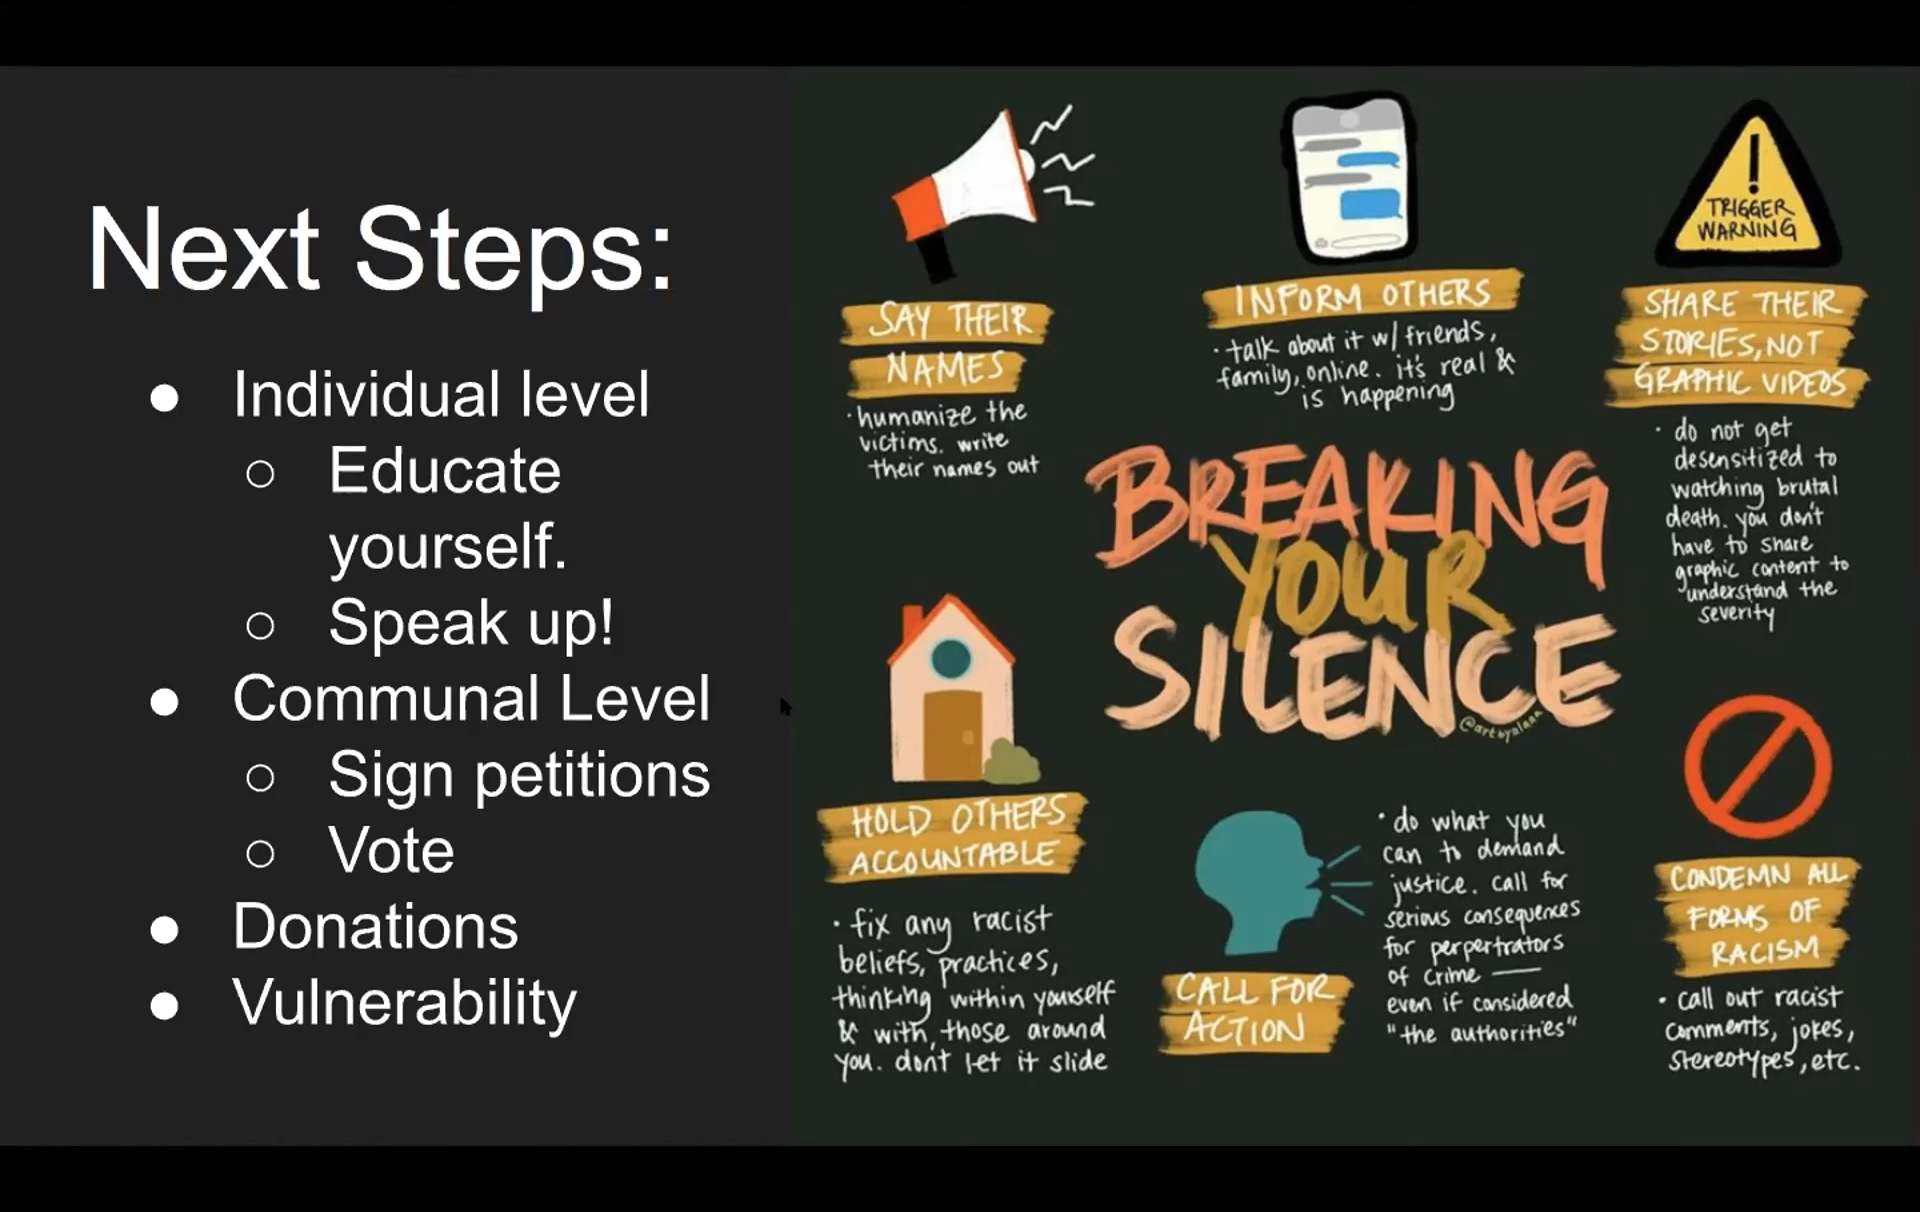 Next Steps:
● Individual level
○ Educate
yourself.
○ Speak up!
● Communal Level
○ Sign petitions
○ Vote
● Donations
● Vulnerability
SAY THEIR
NAMES
· humanize the
victims. write
their names out
INFORM OTHERS
· talk about it w/ friends,
family, online. it's real &
is happening
TRIGGER
WARNING
SHARE THEIR
STORIES, NOT
GRAPHIC VIDEOS
· do not get
desensitized to
watching brutal
death. you don't
have to share
graphic content to
understand the
severity
BREAKING
YOUR
SILENCE
@artbyalaa
HOLD OTHERS
ACCOUNTABLE
· fix any racist
beliefs, practices,
thinking within yourself
& with those around
you. dont let it slide
CALL FOR
ACTION
· do what you
can to demand
justice. call for
serious consequences
for perpertrators
of crime —
even if considered
"the authorities"
CONDEMN ALL
FORMS OF
RACISM
· call out racist
comments, jokes,
stereotypes, etc.